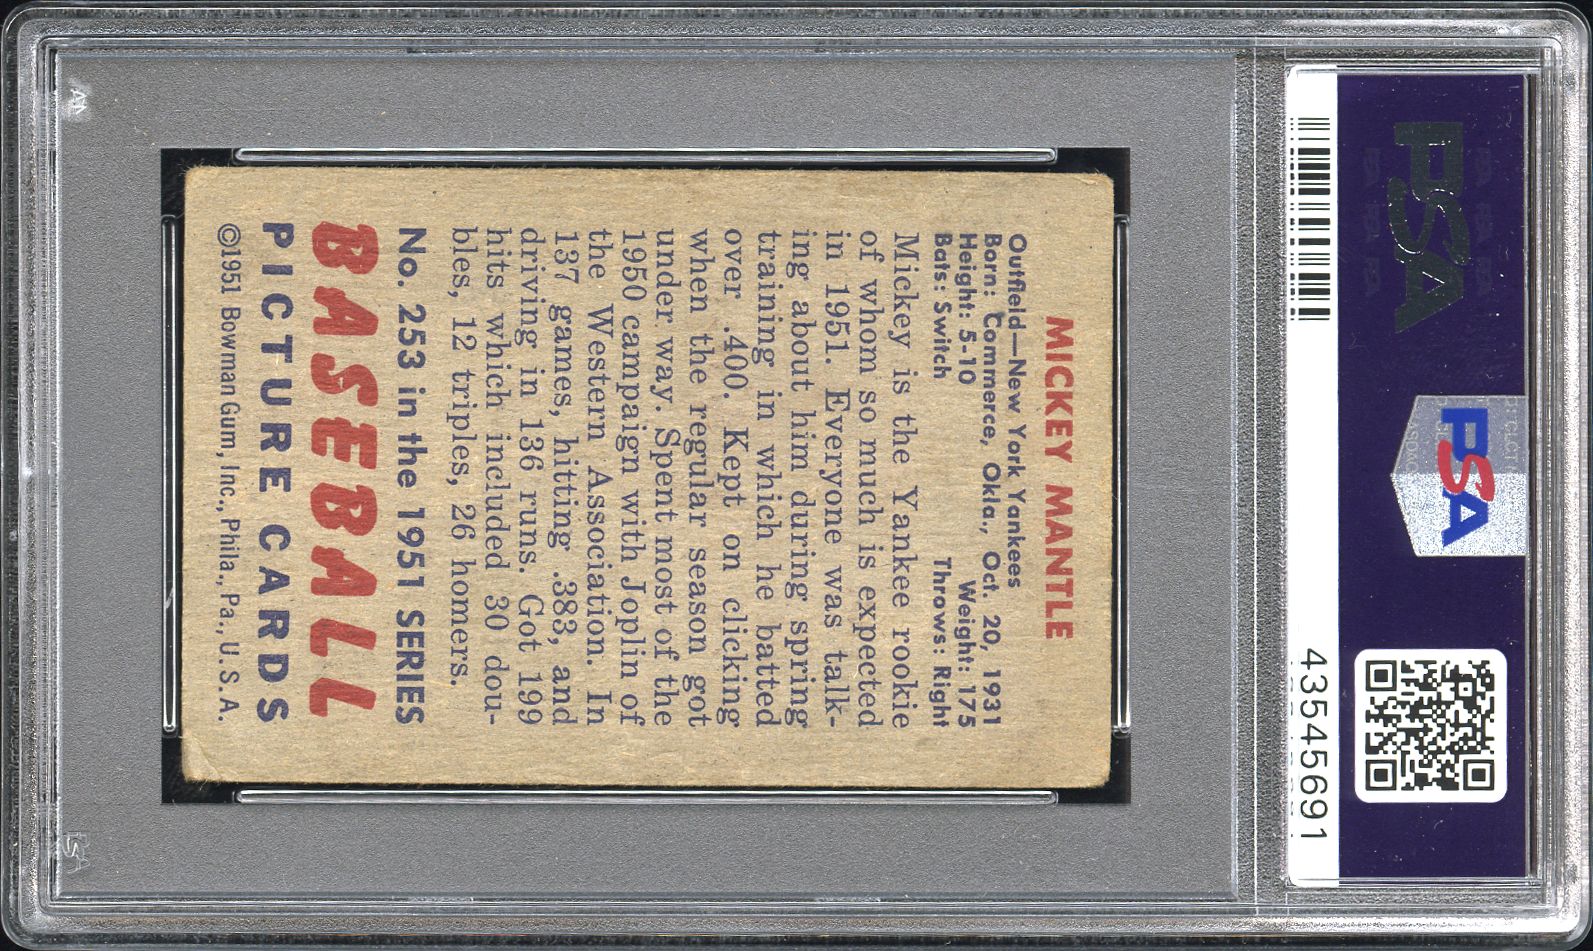 PSA
PSA
43545691
MICKEY MANTLE
Outfield—New York Yankees
Born: Commerce, Okla., Oct. 20, 1931
Height: 5-10 Weight: 175
Bats: Switch Throws: Right
Mickey is the Yankee rookie
of whom so much is expected
in 1951. Everyone was talk-
ing about him during spring
training in which he batted
over .400. Kept on clicking
when the regular season got
under way. Spent most of the
1950 campaign with Joplin of
the Western Association. In
137 games, hitting .383, and
driving in 136 runs. Got 199
hits which included 30 dou-
bles, 12 triples, 26 homers.
No. 253 in the 1951 SERIES
BASEBALL
PICTURE CARDS
©1951 Bowman Gum, Inc., Phila., Pa., U.S.A.